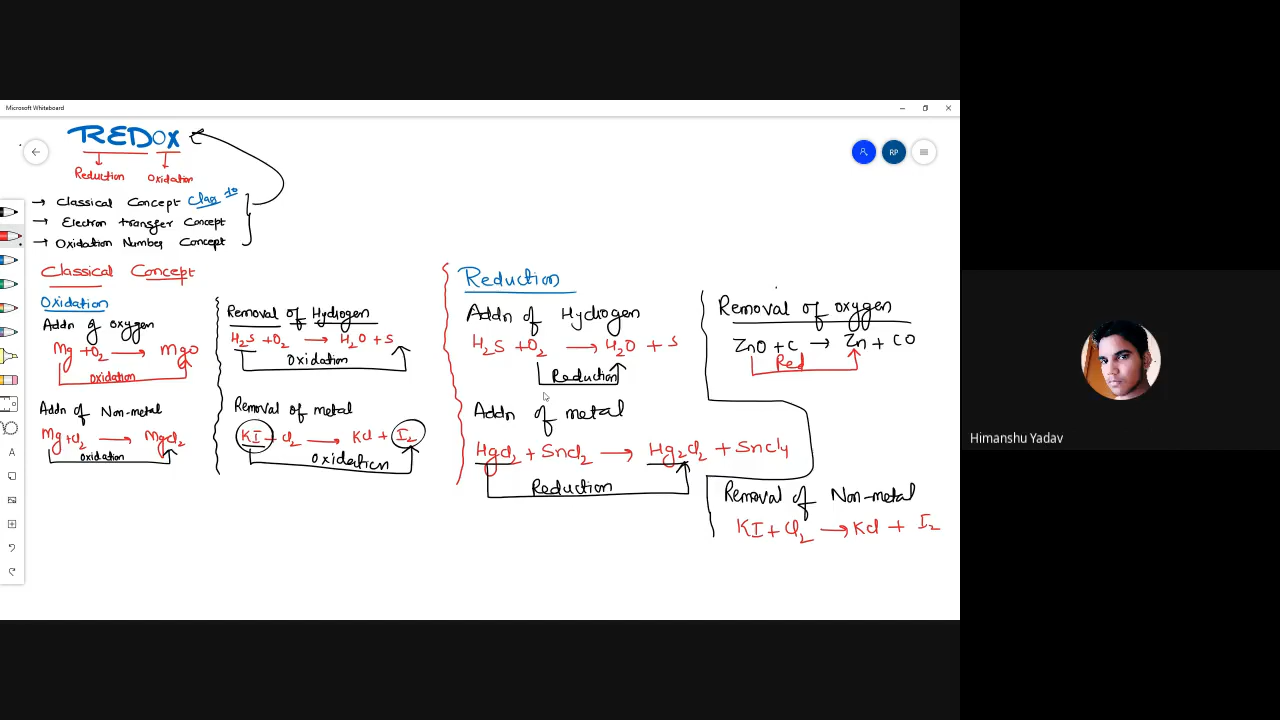 Microsoft Whiteboard
REDOX
Reduction Oxidation
→ Classical Concept Class 10
→ Electron transfer Concept
→ Oxidation Number Concept
Classical Concept
Oxidation
Addn of oxygen
Mg + O₂ → MgO
oxidation
Addn of Non-metal
Mg + Cl₂ → MgCl₂
oxidation
Removal of Hydrogen
H₂S + O₂ → H₂O + S
Oxidation
Removal of metal
KI + Cl₂ → KCl + I₂
oxidation
Reduction
Addn of Hydrogen
H₂S + O₂ → H₂O + S
Reduction
Addn of metal
HgCl₂ + SnCl₂ → Hg₂Cl₂ + SnCl₄
Reduction
Removal of oxygen
ZnO + C → Zn + CO
Red
Removal of Non-metal
KI + Cl₂ → KCl + I₂
RP
A
Himanshu Yadav